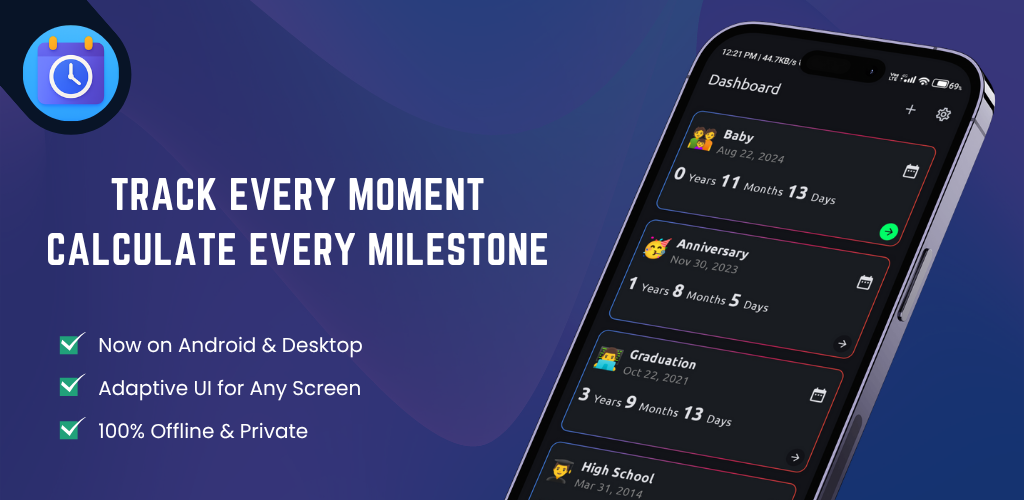 TRACK EVERY MOMENT
CALCULATE EVERY MILESTONE
Now on Android & Desktop
Adaptive UI for Any Screen
100% Offline & Private
12:21 PM | 44.7KB/s
69%
Dashboard
Baby
Aug 22, 2024
0 Years 11 Months 13 Days
Anniversary
Nov 30, 2023
1 Years 8 Months 5 Days
Graduation
Oct 22, 2021
3 Years 9 Months 13 Days
High School
Mar 31, 2014